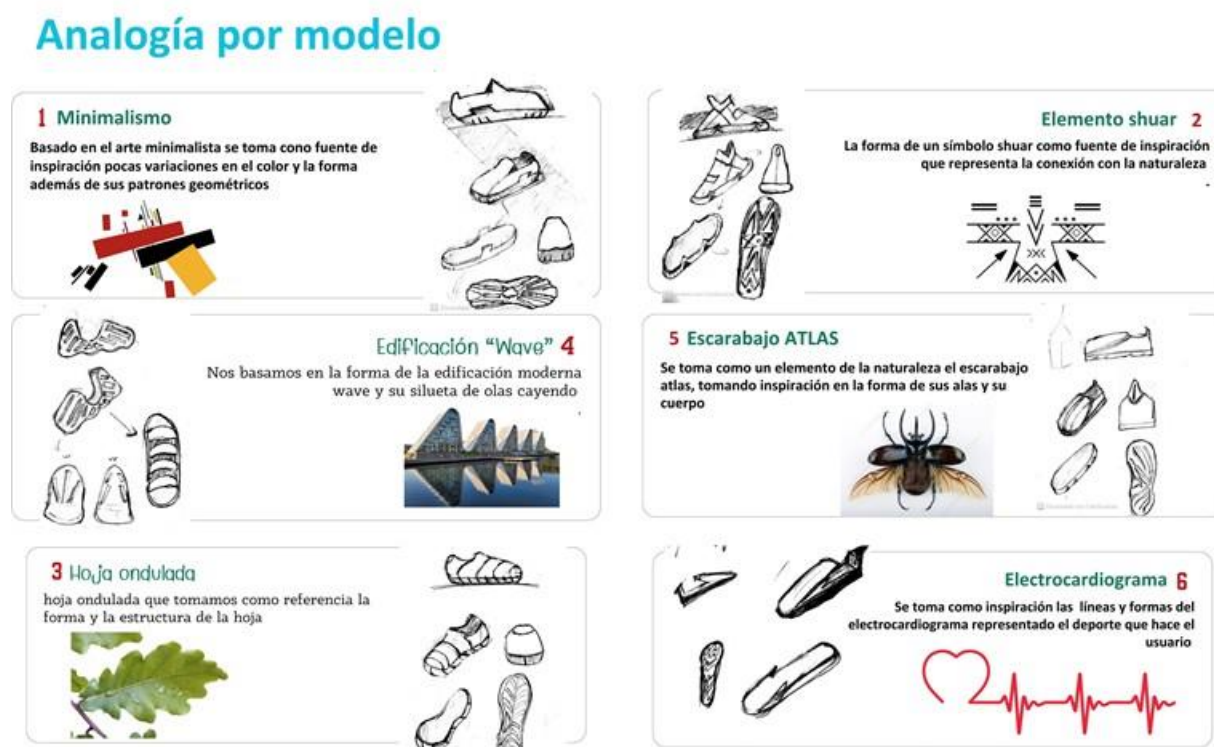 Analogía por modelo
1 Minimalismo
Basado en el arte minimalista se toma cono fuente de
inspiración pocas variaciones en el color y la forma
además de sus patrones geométricos
Elemento shuar 2
La forma de un símbolo shuar como fuente de inspiración
que representa la conexión con la naturaleza
Edificación “Wave” 4
Nos basamos en la forma de la edificación moderna
wave y su silueta de olas cayendo
5 Escarabajo ATLAS
Se toma como un elemento de la naturaleza el escarabajo
atlas, tomando inspiración en la forma de sus alas y su
cuerpo
3 Hoja ondulada
hoja ondulada que tomamos como referencia la
forma y la estructura de la hoja
Electrocardiograma 6
Se toma como inspiración las líneas y formas del
electrocardiograma representado el deporte que hace el
usuario